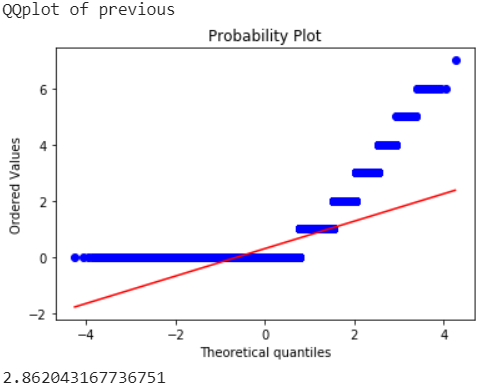 QQplot of previous
Probability Plot
Ordered Values
6
4
2
0
−2
−4
−2
0
2
4
Theoretical quantiles
2.862043167736751